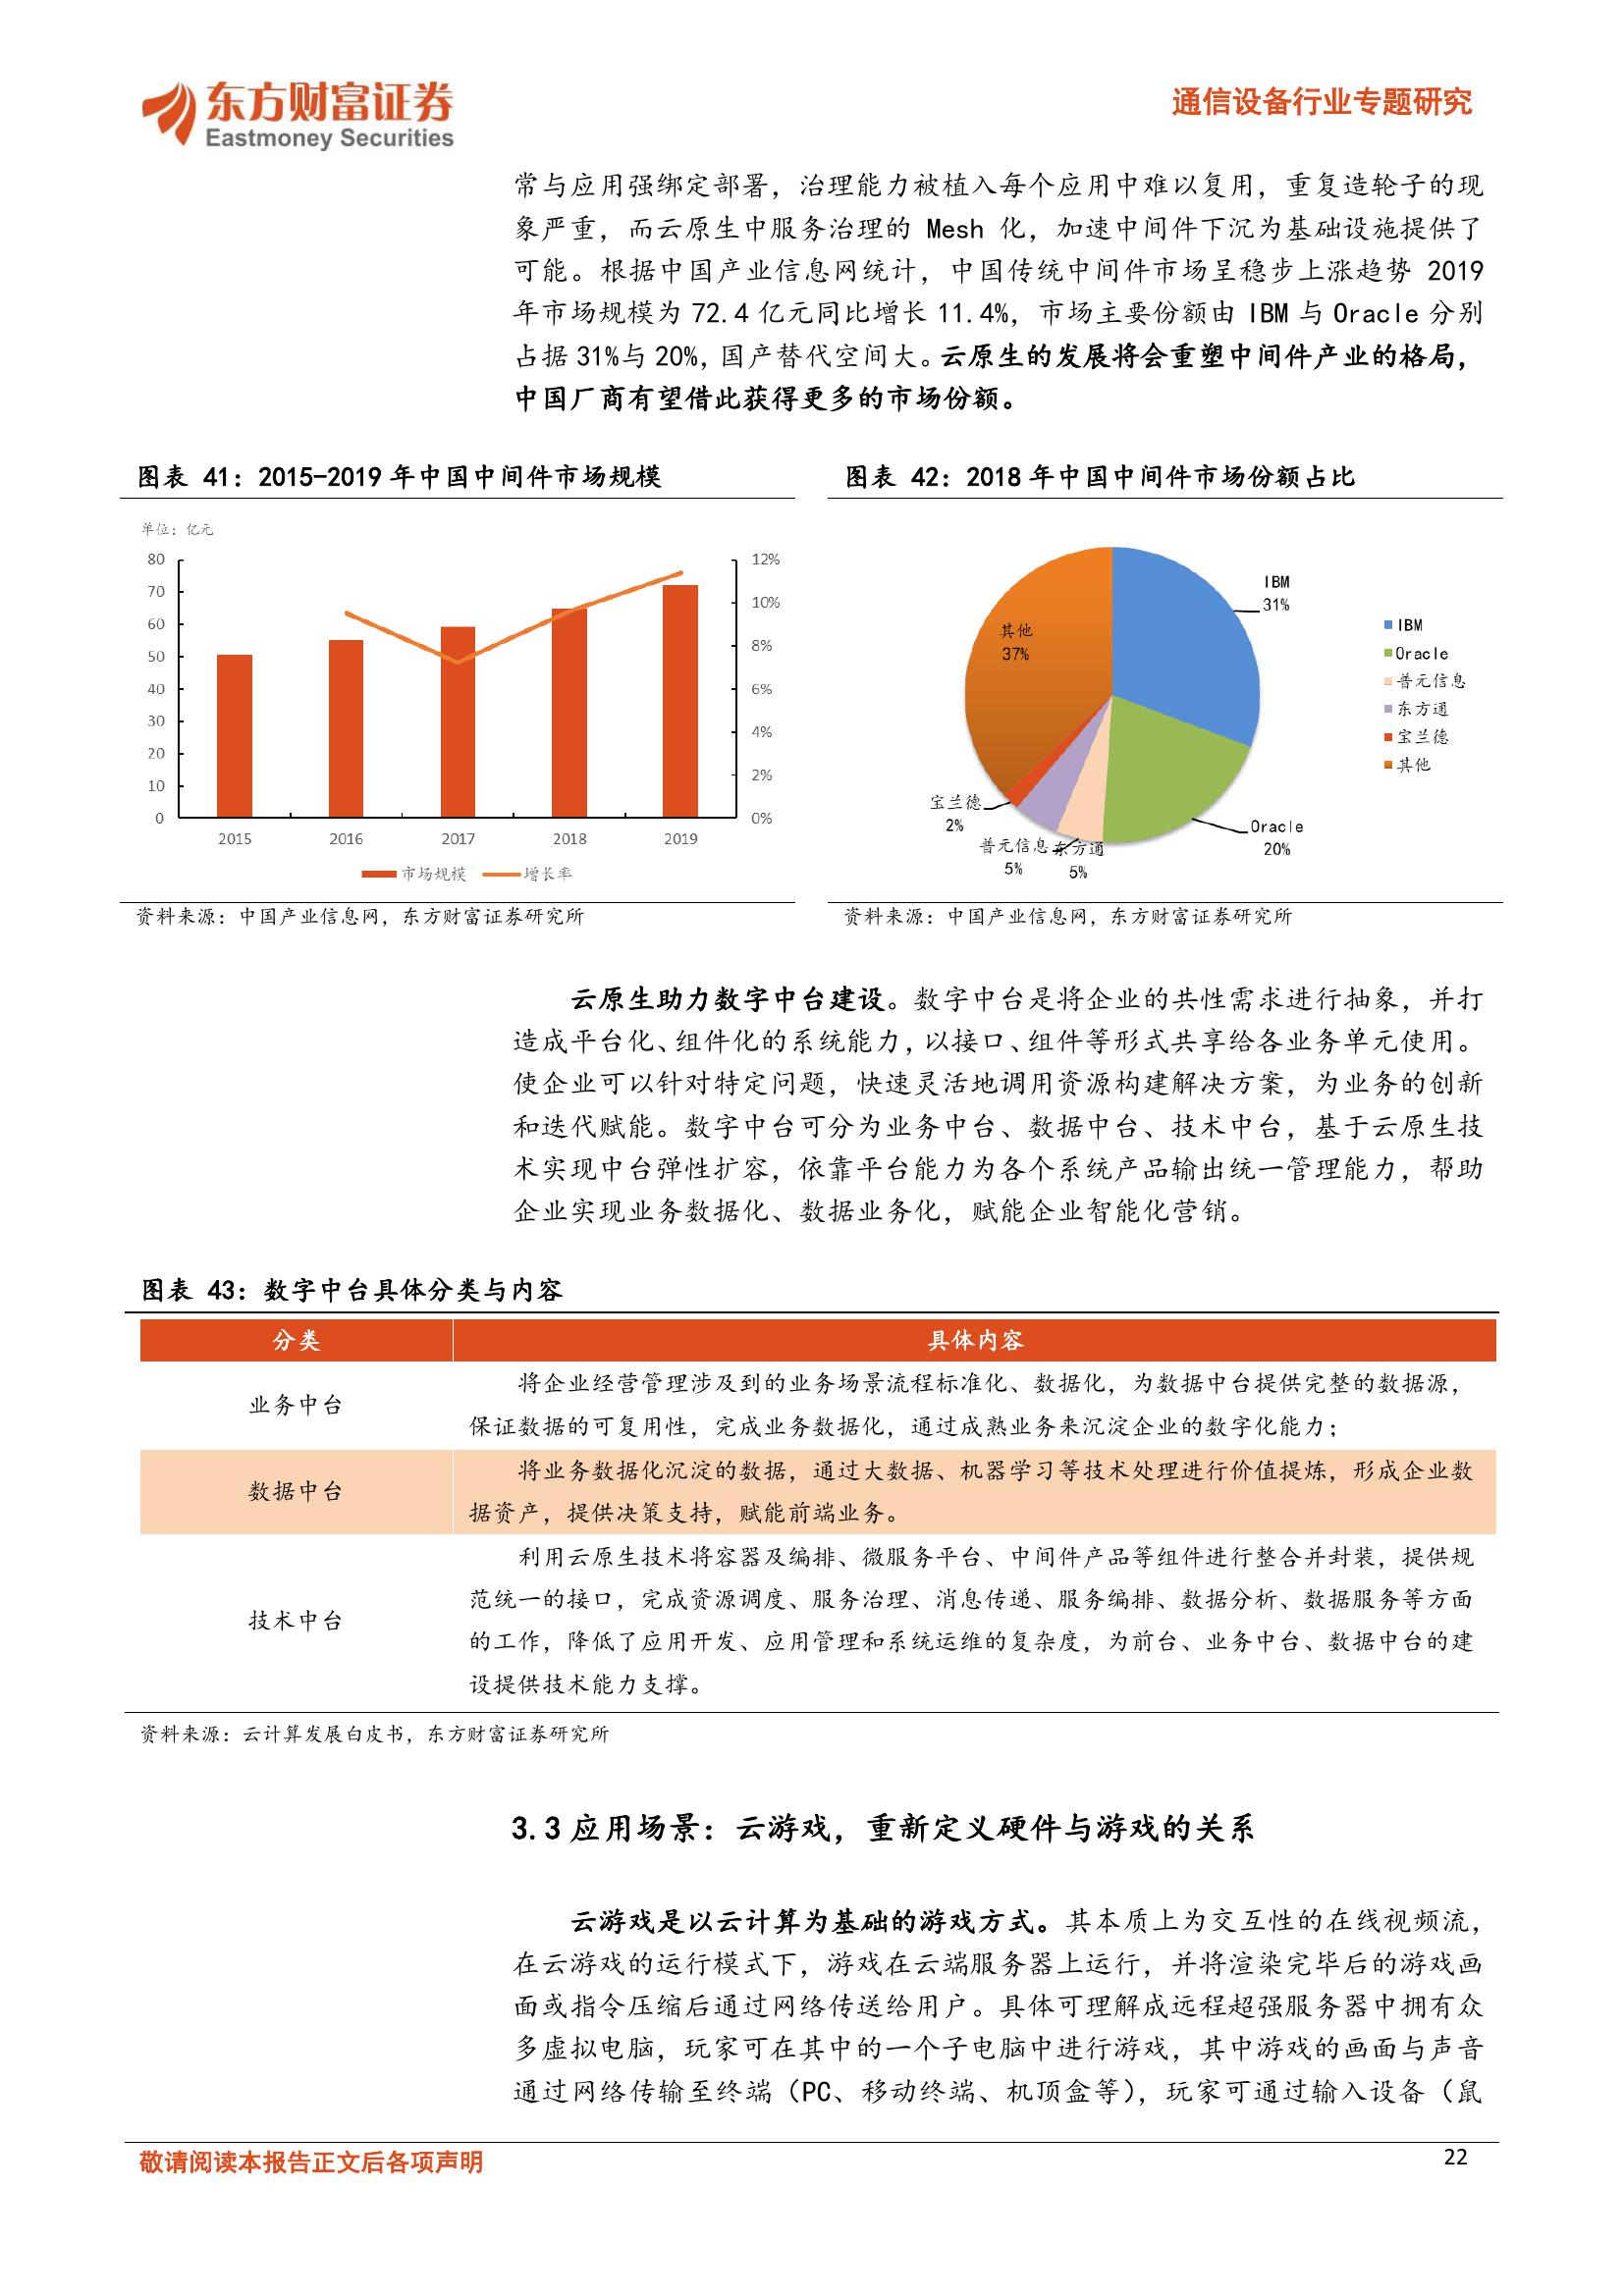 东方财富证券
Eastmoney Securities
通信设备行业专题研究
常与应用强绑定部署，治理能力被植入每个应用中难以复用，重复造轮子的现
象严重，而云原生中服务治理的 Mesh 化，加速中间件下沉为基础设施提供了
可能。根据中国产业信息网统计，中国传统中间件市场呈稳步上涨趋势 2019
年市场规模为 72.4 亿元同比增长 11.4%，市场主要份额由 IBM 与 Oracle 分别
占据 31%与 20%，国产替代空间大。云原生的发展将会重塑中间件产业的格局，
中国厂商有望借此获得更多的市场份额。
图表 41：2015-2019 年中国中间件市场规模
单位：亿元
80
70
60
50
40
30
20
10
0
12%
10%
8%
6%
4%
2%
0%
2015
2016
2017
2018
2019
市场规模
增长率
资料来源：中国产业信息网，东方财富证券研究所
图表 42：2018 年中国中间件市场份额占比
IBM
31%
其他
37%
宝兰德
2%
普元信息
5%
东方通
5%
Oracle
20%
IBM
Oracle
普元信息
东方通
宝兰德
其他
资料来源：中国产业信息网，东方财富证券研究所
云原生助力数字中台建设。数字中台是将企业的共性需求进行抽象，并打
造成平台化、组件化的系统能力，以接口、组件等形式共享给各业务单元使用。
使企业可以针对特定问题，快速灵活地调用资源构建解决方案，为业务的创新
和迭代赋能。数字中台可分为业务中台、数据中台、技术中台，基于云原生技
术实现中台弹性扩容，依靠平台能力为各个系统产品输出统一管理能力，帮助
企业实现业务数据化、数据业务化，赋能企业智能化营销。
图表 43：数字中台具体分类与内容
分类
具体内容
业务中台
将企业经营管理涉及到的业务场景流程标准化、数据化，为数据中台提供完整的数据源，
保证数据的可复用性，完成业务数据化，通过成熟业务来沉淀企业的数字化能力；
数据中台
将业务数据化沉淀的数据，通过大数据、机器学习等技术处理进行价值提炼，形成企业数
据资产，提供决策支持，赋能前端业务。
技术中台
利用云原生技术将容器及编排、微服务平台、中间件产品等组件进行整合并封装，提供规
范统一的接口，完成资源调度、服务治理、消息传递、服务编排、数据分析、数据服务等方面
的工作，降低了应用开发、应用管理和系统运维的复杂度，为前台、业务中台、数据中台的建
设提供技术能力支撑。
资料来源：云计算发展白皮书，东方财富证券研究所
3.3 应用场景：云游戏，重新定义硬件与游戏的关系
云游戏是以云计算为基础的游戏方式。其本质上为交互性的在线视频流，
在云游戏的运行模式下，游戏在云端服务器上运行，并将渲染完毕后的游戏画
面或指令压缩后通过网络传送给用户。具体可理解成远程超强服务器中拥有众
多虚拟电脑，玩家可在其中的一个子电脑中进行游戏，其中游戏的画面与声音
通过网络传输至终端（PC、移动终端、机顶盒等），玩家可通过输入设备（鼠
敬请阅读本报告正文后各项声明
22